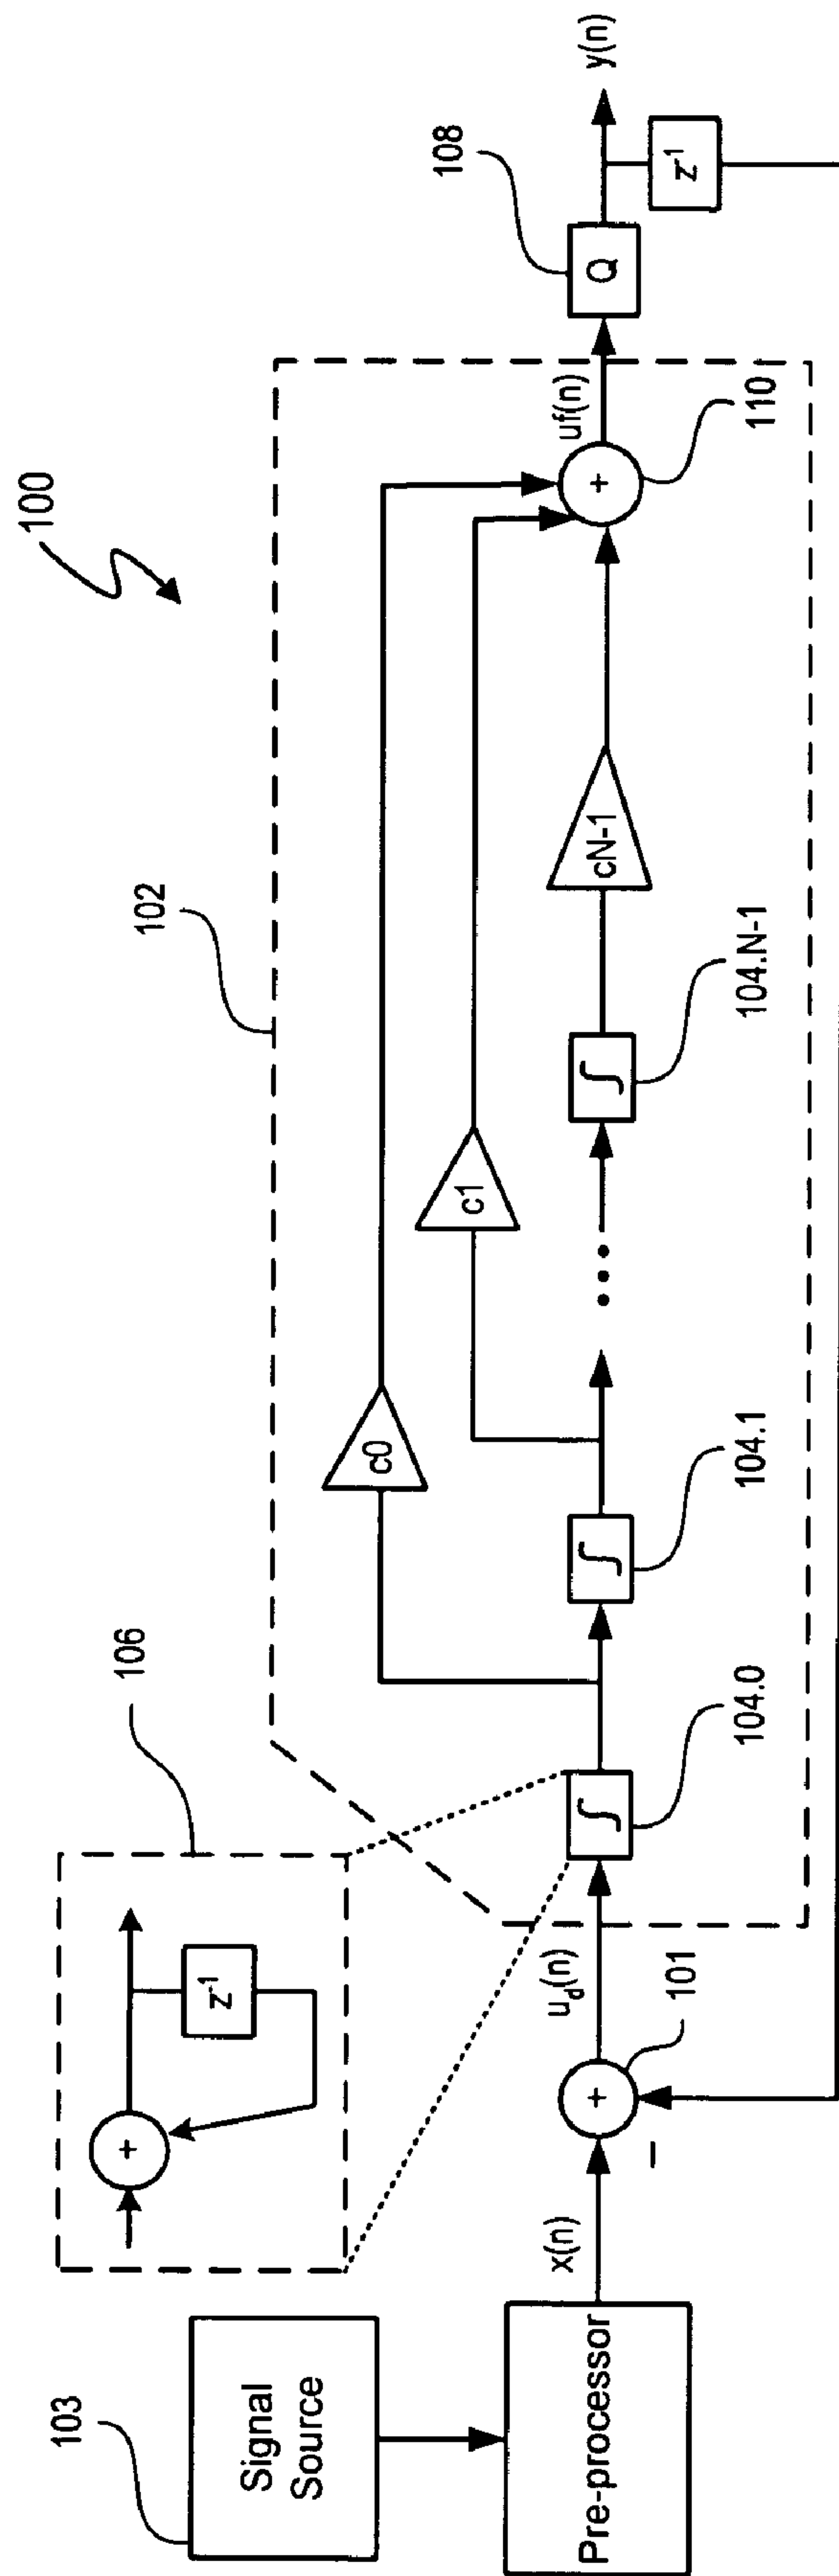 100
102
106
103
Signal
Source
Pre-processor
x(n)
+
−
101
u_d(n)
+
z⁻¹
∫
104.0
∫
104.1
c0
c1
∫
104.N-1
cN-1
+
110
uf(n)
Q
108
y(n)
z⁻¹